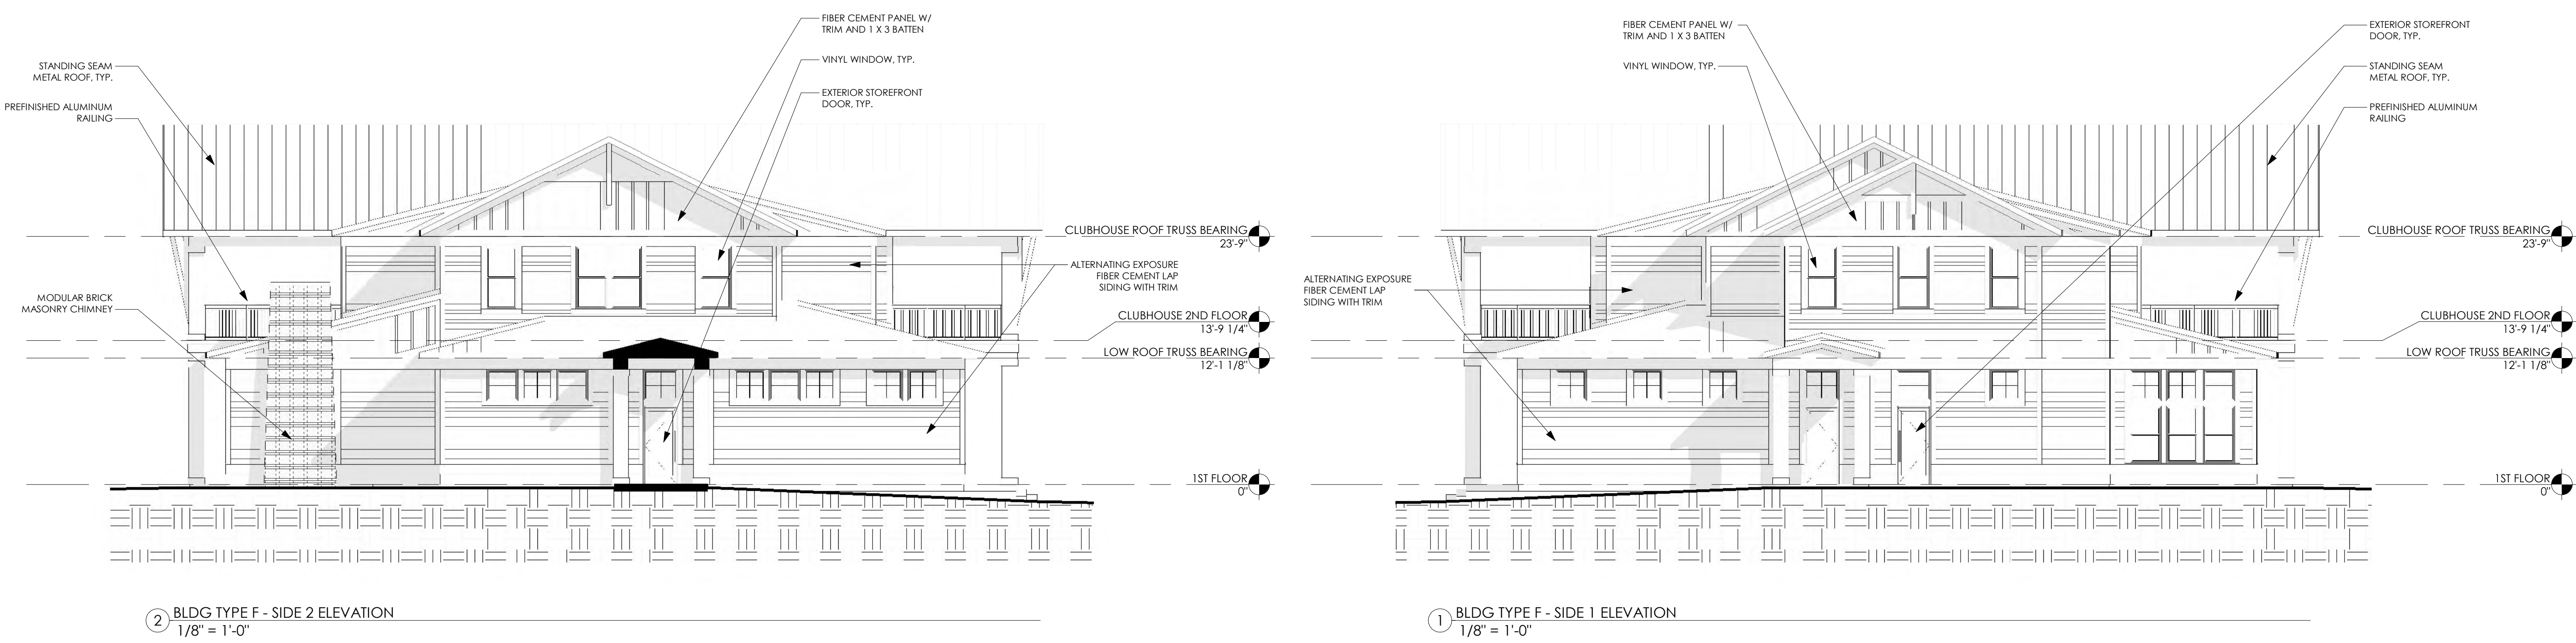 FIBER CEMENT PANEL W/
TRIM AND 1 X 3 BATTEN
STANDING SEAM
METAL ROOF, TYP.
VINYL WINDOW, TYP.
PREFINISHED ALUMINUM
RAILING
EXTERIOR STOREFRONT
DOOR, TYP.
CLUBHOUSE ROOF TRUSS BEARING
23'-9"
ALTERNATING EXPOSURE
FIBER CEMENT LAP
SIDING WITH TRIM
MODULAR BRICK
MASONRY CHIMNEY
CLUBHOUSE 2ND FLOOR
13'-9 1/4"
LOW ROOF TRUSS BEARING
12'-1 1/8"
1ST FLOOR
0"
2
BLDG TYPE F - SIDE 2 ELEVATION
1/8" = 1'-0"
FIBER CEMENT PANEL W/
TRIM AND 1 X 3 BATTEN
EXTERIOR STOREFRONT
DOOR, TYP.
VINYL WINDOW, TYP.
STANDING SEAM
METAL ROOF, TYP.
PREFINISHED ALUMINUM
RAILING
CLUBHOUSE ROOF TRUSS BEARING
23'-9"
ALTERNATING EXPOSURE
FIBER CEMENT LAP
SIDING WITH TRIM
CLUBHOUSE 2ND FLOOR
13'-9 1/4"
LOW ROOF TRUSS BEARING
12'-1 1/8"
1ST FLOOR
0"
1
BLDG TYPE F - SIDE 1 ELEVATION
1/8" = 1'-0"